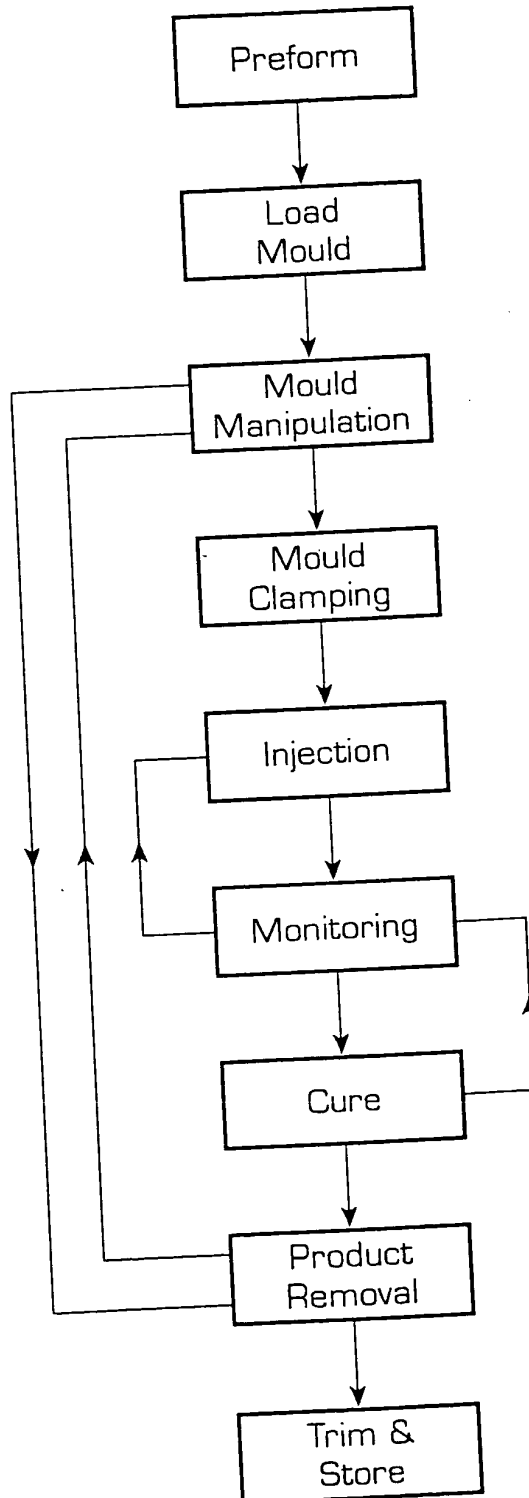 Preform
Load
Mould
Mould
Manipulation
Mould
Clamping
Injection
Monitoring
Cure
Product
Removal
Trim &
Store